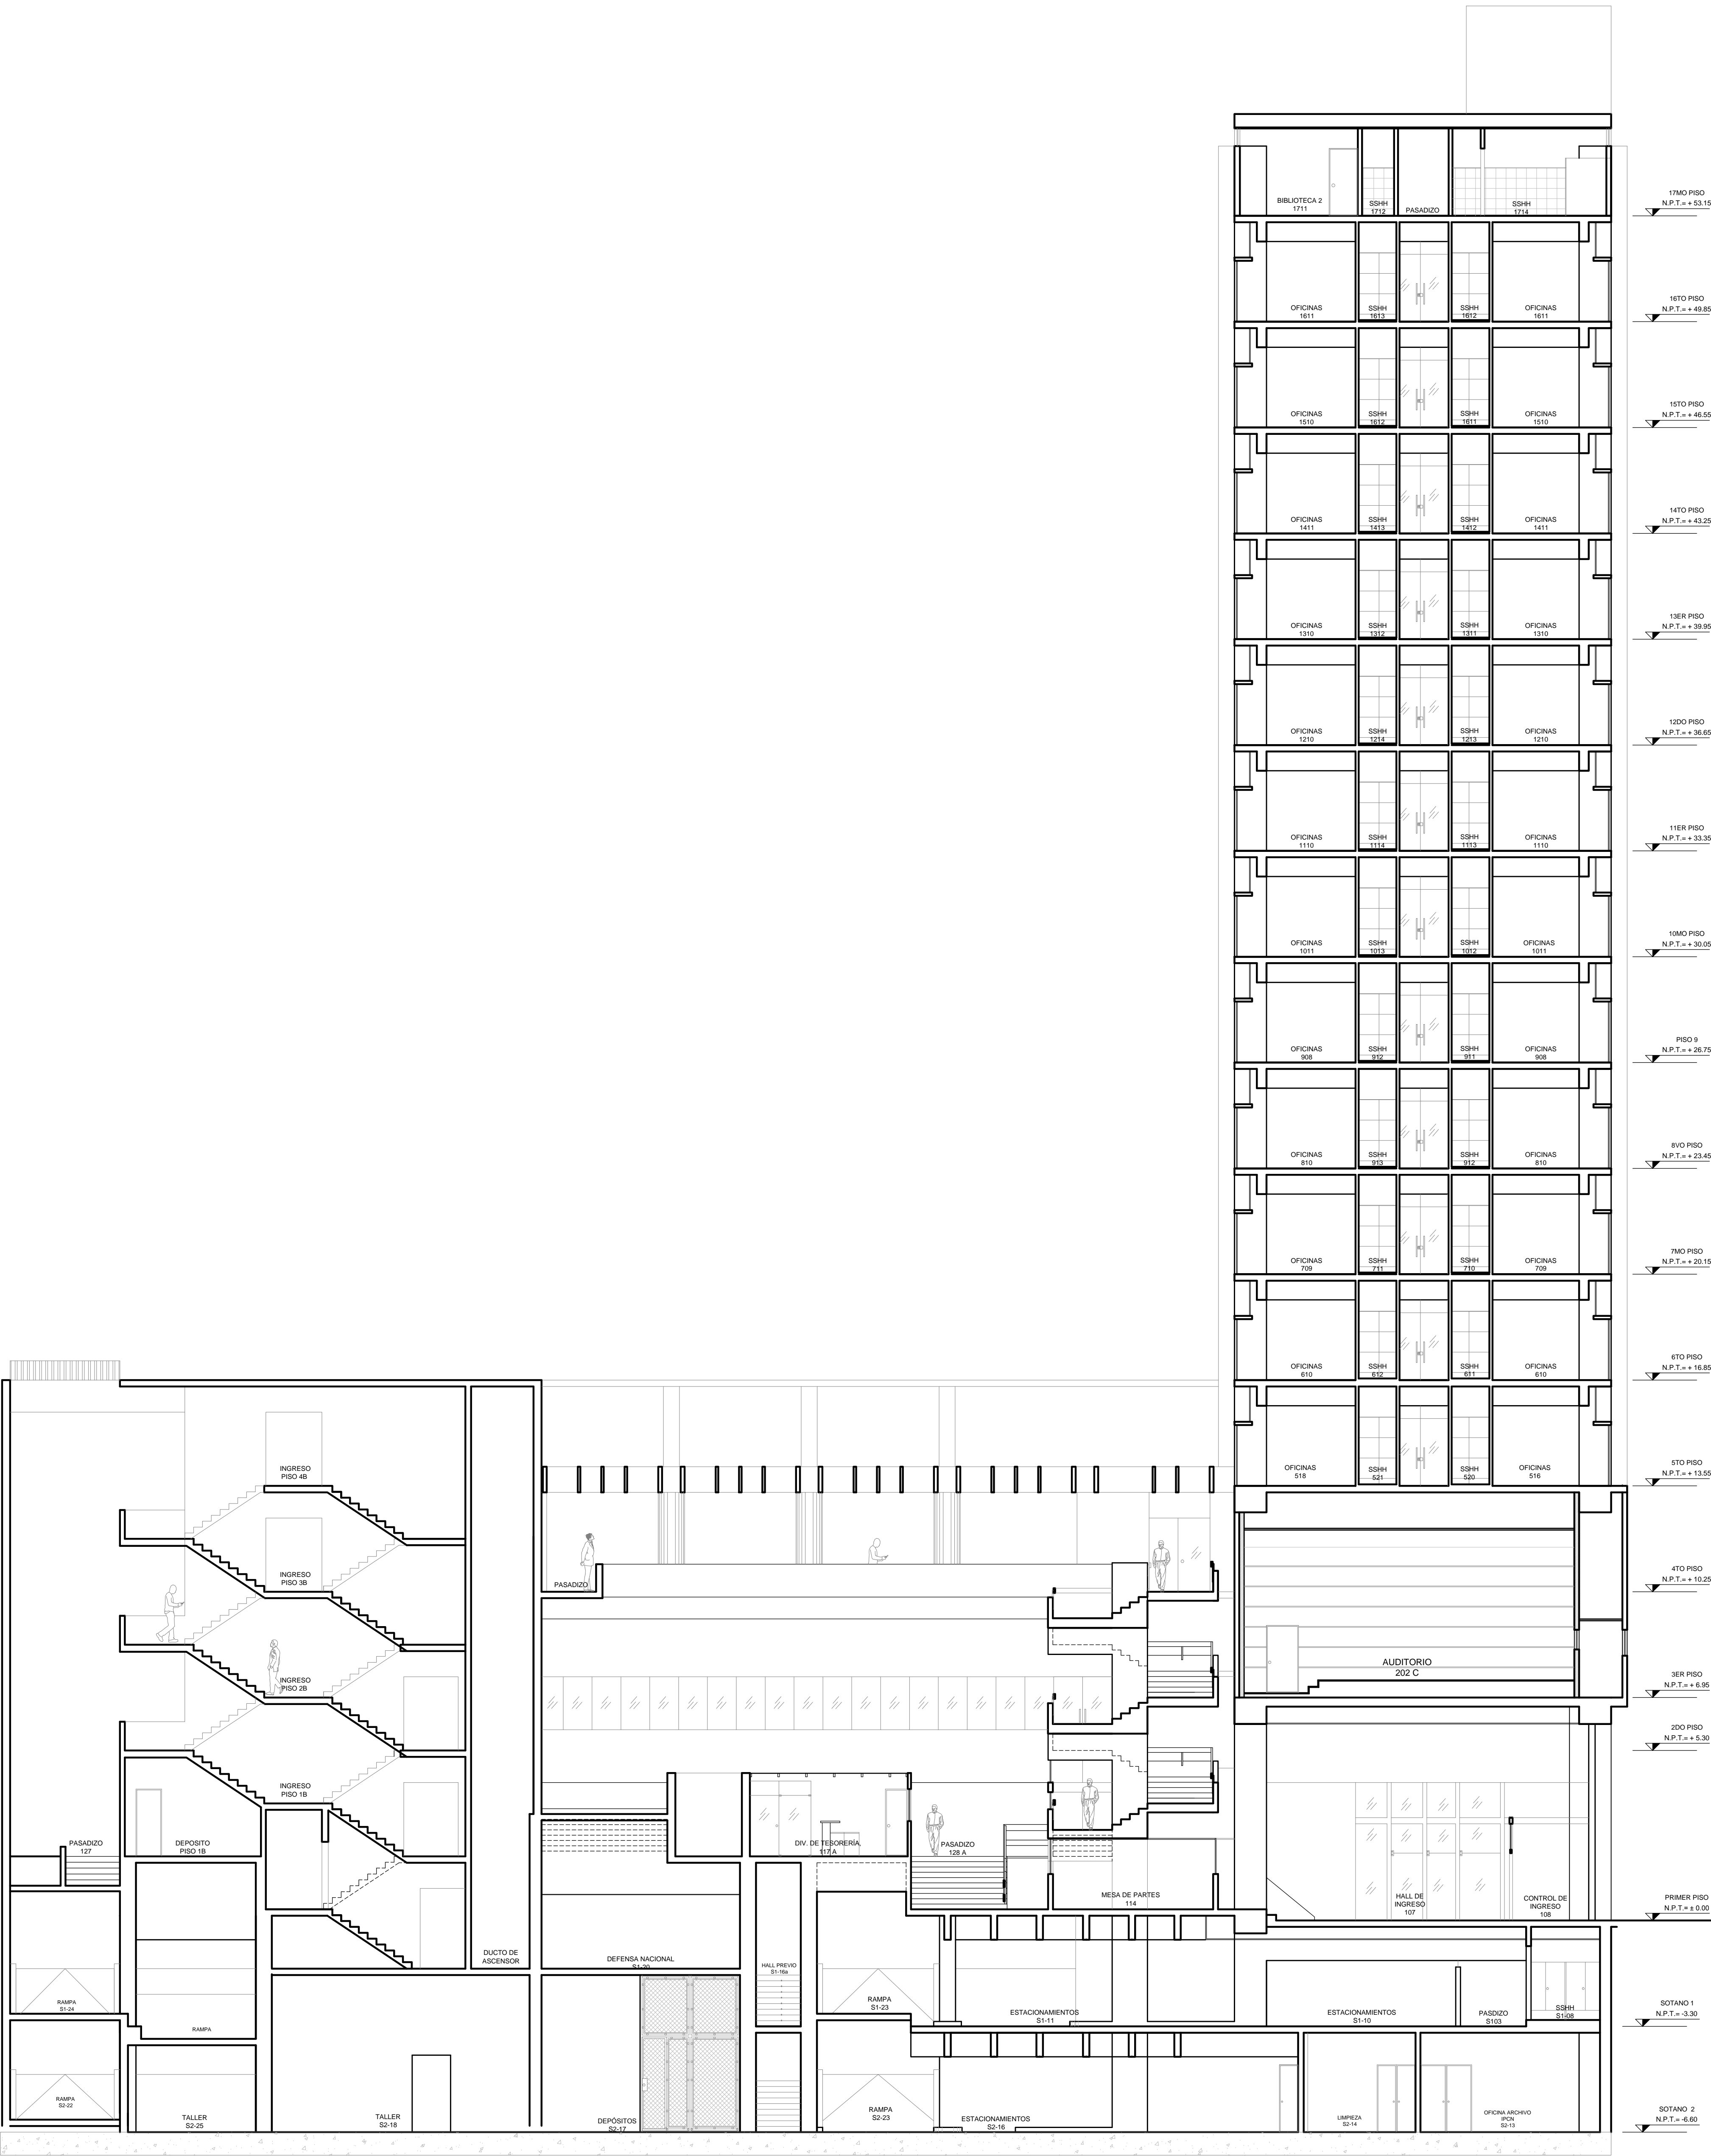 BIBLIOTECA 2
1711
SSHH
1712
PASADIZO
SSHH
1714
17MO PISO
N.P.T.= + 53.15
OFICINAS
1611
SSHH
1613
SSHH
1612
OFICINAS
1611
16TO PISO
N.P.T.= + 49.85
OFICINAS
1510
SSHH
1612
SSHH
1611
OFICINAS
1510
15TO PISO
N.P.T.= + 46.55
OFICINAS
1411
SSHH
1413
SSHH
1412
OFICINAS
1411
14TO PISO
N.P.T.= + 43.25
OFICINAS
1310
SSHH
1312
SSHH
1311
OFICINAS
1310
13ER PISO
N.P.T.= + 39.95
OFICINAS
1210
SSHH
1214
SSHH
1213
OFICINAS
1210
12DO PISO
N.P.T.= + 36.65
OFICINAS
1110
SSHH
1114
SSHH
1113
OFICINAS
1110
11ER PISO
N.P.T.= + 33.35
OFICINAS
1011
SSHH
1013
SSHH
1012
OFICINAS
1011
10MO PISO
N.P.T.= + 30.05
OFICINAS
908
SSHH
912
SSHH
911
OFICINAS
908
PISO 9
N.P.T.= + 26.75
OFICINAS
810
SSHH
913
SSHH
912
OFICINAS
810
8VO PISO
N.P.T.= + 23.45
OFICINAS
709
SSHH
711
SSHH
710
OFICINAS
709
7MO PISO
N.P.T.= + 20.15
OFICINAS
610
SSHH
612
SSHH
611
OFICINAS
610
6TO PISO
N.P.T.= + 16.85
OFICINAS
518
SSHH
521
SSHH
520
OFICINAS
516
5TO PISO
N.P.T.= + 13.55
INGRESO
PISO 4B
INGRESO
PISO 3B
PASADIZO
4TO PISO
N.P.T.= + 10.25
INGRESO
PISO 2B
AUDITORIO
202 C
3ER PISO
N.P.T.= + 6.95
2DO PISO
N.P.T.= + 5.30
INGRESO
PISO 1B
PASADIZO
127
DEPOSITO
PISO 1B
DIV. DE TESORERÍA
117 A
PASADIZO
128 A
MESA DE PARTES
114
HALL DE
INGRESO
107
CONTROL DE
INGRESO
108
PRIMER PISO
N.P.T.= ± 0.00
DUCTO DE
ASCENSOR
DEFENSA NACIONAL
S1-20
HALL PREVIO
S1-16a
RAMPA
S1-24
RAMPA
RAMPA
S1-23
ESTACIONAMIENTOS
S1-11
ESTACIONAMIENTOS
S1-10
PASDIZO
S103
SSHH
S1-08
SOTANO 1
N.P.T.= -3.30
RAMPA
S2-22
TALLER
S2-25
TALLER
S2-18
DEPÓSITOS
S2-17
RAMPA
S2-23
ESTACIONAMIENTOS
S2-16
LIMPIEZA
S2-14
OFICINA ARCHIVO
IPCN
S2-13
SOTANO 2
N.P.T.= -6.60